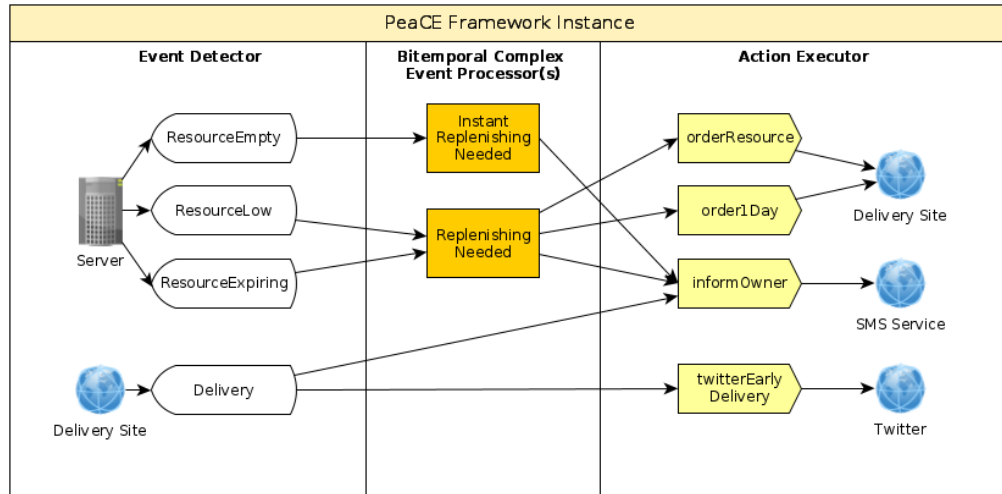 PeaCE Framework Instance
Event Detector
Bitemporal Complex
Event Processor(s)
Action Executor
ResourceEmpty
Instant
Replenishing
Needed
orderResource
ResourceLow
Replenishing
Needed
order1Day
Delivery Site
Server
ResourceExpiring
informOwner
SMS Service
Delivery
twitterEarly
Delivery
Delivery Site
Twitter